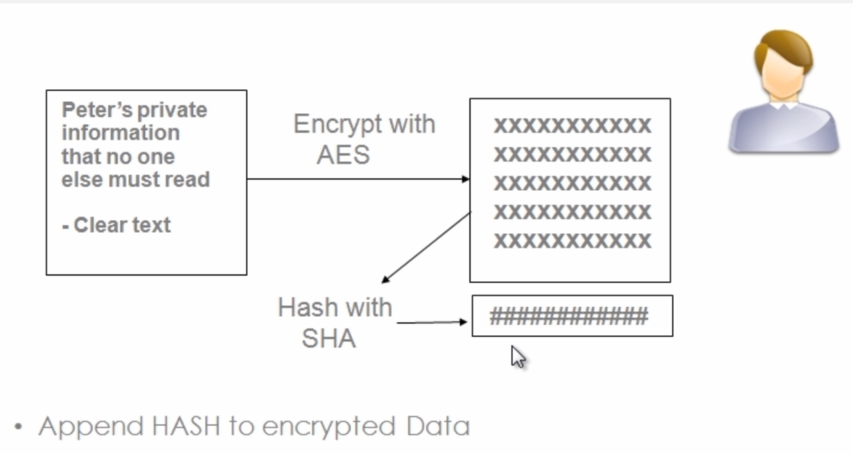 Peter's private
information
that no one
else must read
- Clear text
Encrypt with
AES
XXXXXXXXXXX
XXXXXXXXXXX
XXXXXXXXXXX
XXXXXXXXXXX
XXXXXXXXXXX
Hash with
SHA
############
• Append HASH to encrypted Data